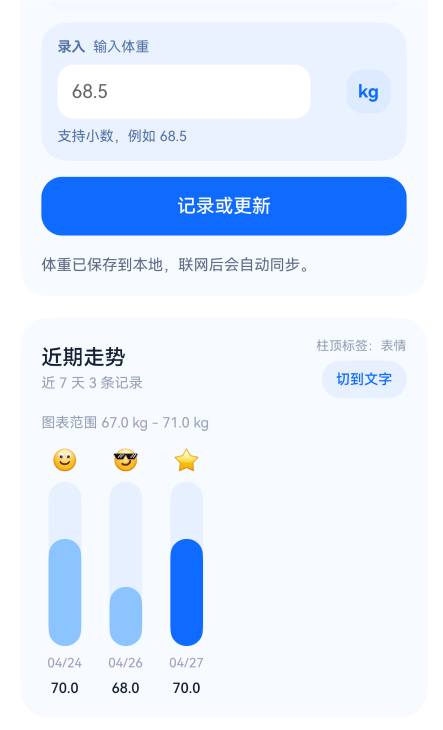 录入 输入体重
68.5
kg
支持小数，例如 68.5
记录或更新
体重已保存到本地，联网后会自动同步。
近期走势
柱顶标签：表情
近 7 天 3 条记录
切到文字
图表范围 67.0 kg - 71.0 kg
04/24 04/26 04/27
70.0 68.0 70.0